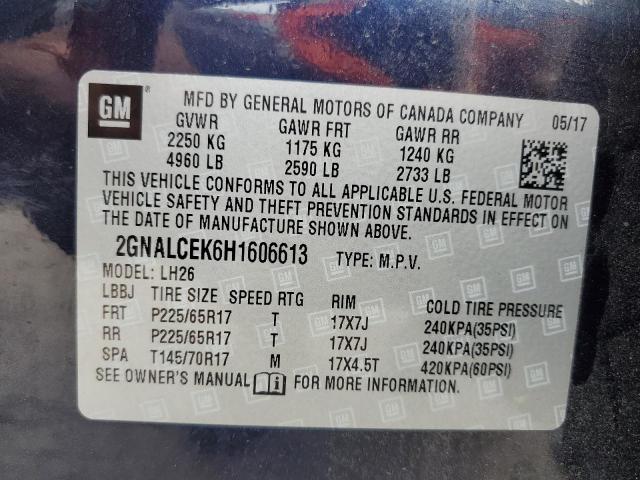 GM ® MFD BY GENERAL MOTORS OF CANADA COMPANY 05/17
GVWR GAWR FRT GAWR RR
2250 KG 1175 KG 1240 KG
4960 LB 2590 LB 2733 LB
THIS VEHICLE CONFORMS TO ALL APPLICABLE U.S. FEDERAL MOTOR
VEHICLE SAFETY AND THEFT PREVENTION STANDARDS IN EFFECT ON
THE DATE OF MANUFACTURE SHOWN ABOVE.
2GNALCEK6H1606613 TYPE: M.P.V.
MODEL: LH26
LBBJ TIRE SIZE SPEED RTG RIM COLD TIRE PRESSURE
FRT P225/65R17 T 17X7J 240KPA(35PSI)
RR P225/65R17 T 17X7J 240KPA(35PSI)
SPA T145/70R17 M 17X4.5T 420KPA(60PSI)
SEE OWNER'S MANUAL FOR MORE INFORMATION.